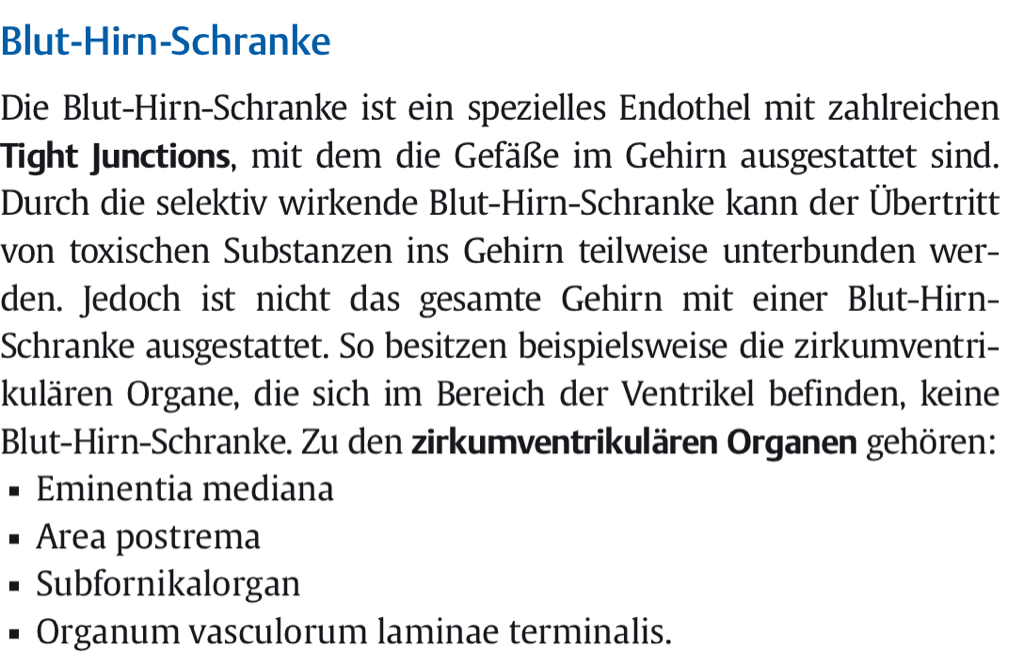 Blut-Hirn-Schranke
Die Blut-Hirn-Schranke ist ein spezielles Endothel mit zahlreichen
Tight Junctions, mit dem die Gefäße im Gehirn ausgestattet sind.
Durch die selektiv wirkende Blut-Hirn-Schranke kann der Übertritt
von toxischen Substanzen ins Gehirn teilweise unterbunden wer-
den. Jedoch ist nicht das gesamte Gehirn mit einer Blut-Hirn-
Schranke ausgestattet. So besitzen beispielsweise die zirkumventri-
kulären Organe, die sich im Bereich der Ventrikel befinden, keine
Blut-Hirn-Schranke. Zu den zirkumventrikulären Organen gehören:
▪ Eminentia mediana
▪ Area postrema
▪ Subfornikalorgan
▪ Organum vasculorum laminae terminalis.